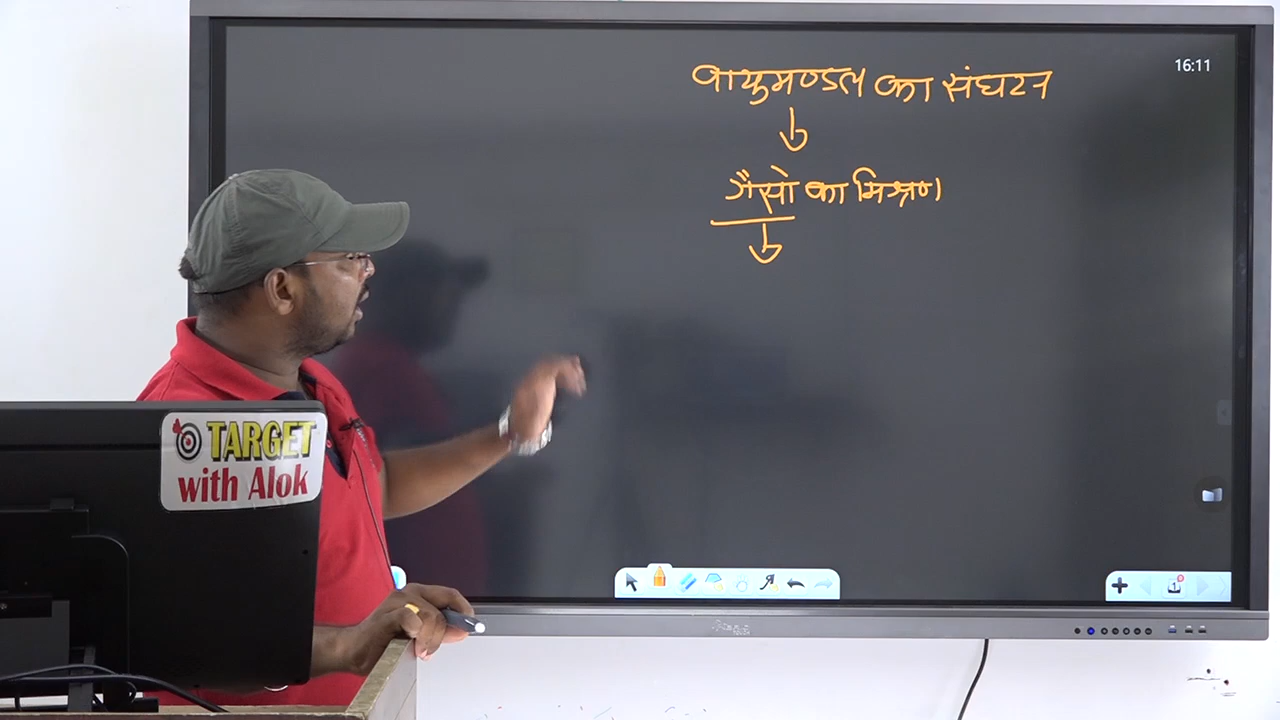 वायुमण्डल का संघटन
16:11
गैसो का मिश्रण
TARGET
with Alok